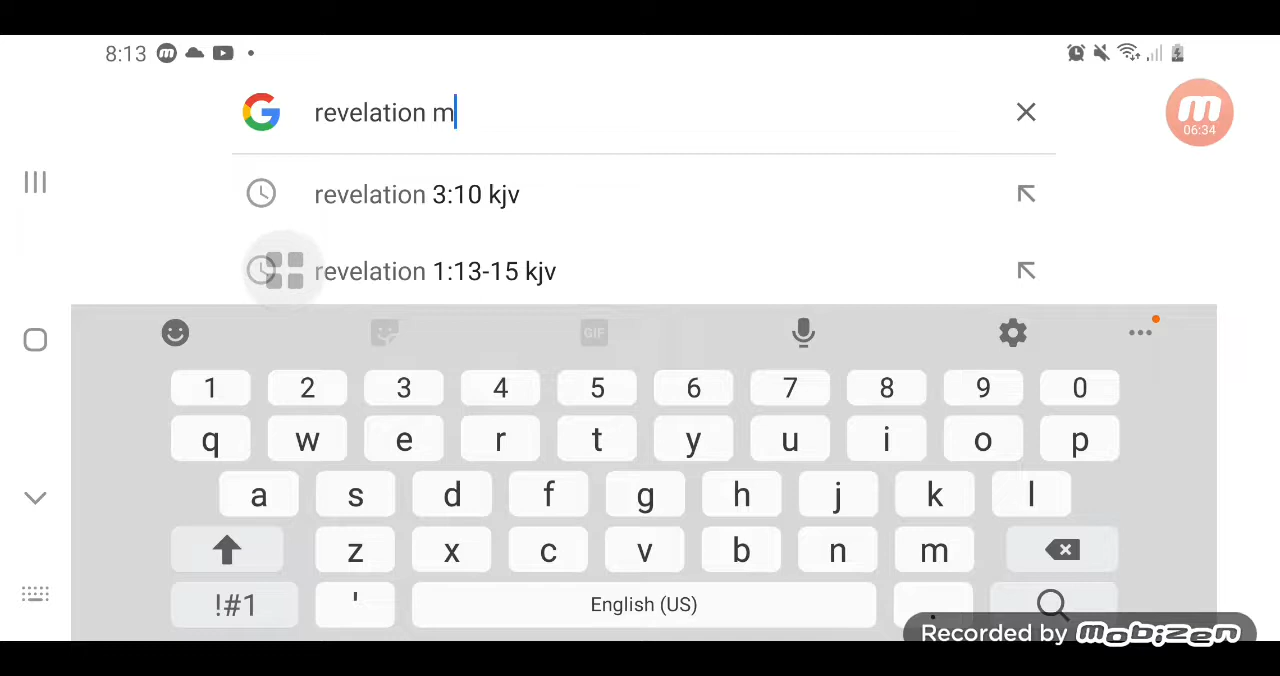 8:13
revelation m
06:34
revelation 3:10 kjv
revelation 1:13-15 kjv
GIF
1 2 3 4 5 6 7 8 9 0
q w e r t y u i o p
a s d f g h j k l
z x c v b n m
!#1 ' English (US) .
Recorded by mobizen